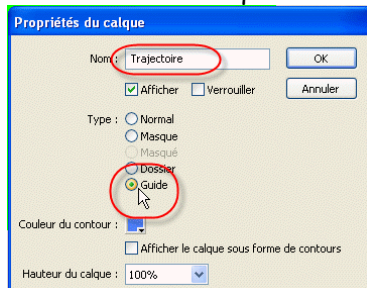 Propriétés du calque
Nom : Trajectoire OK
Afficher Verrouiller Annuler
Type : Normal
Masque
Masqué
Dossier
Guide
Couleur du contour :
Afficher le calque sous forme de contours
Hauteur du calque : 100%